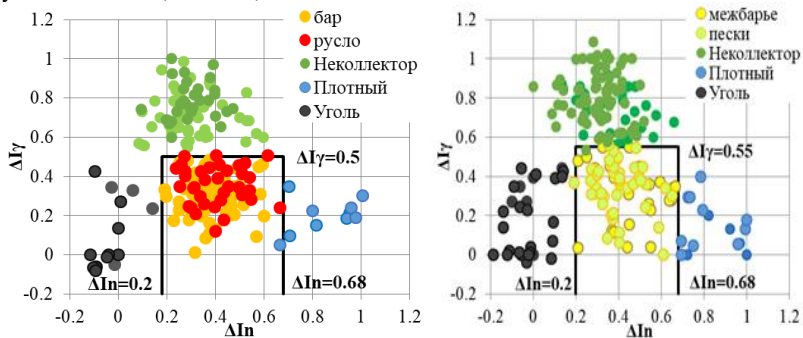 бар
русло
Неколлектор
Плотный
Уголь
ΔIγ
1.2
1
0.8
0.6
0.4
0.2
0
-0.2
ΔIγ=0.5
ΔIn=0.2
ΔIn=0.68
-0.2 0 0.2 0.4 0.6 0.8 1 1.2
ΔIn
межбарье
пески
Неколлектор
Плотный
Уголь
ΔIγ
1.2
1
0.8
0.6
0.4
0.2
0
-0.2
ΔIγ=0.55
ΔIn=0.2
ΔIn=0.68
-0.2 0 0.2 0.4 0.6 0.8 1 1.2
ΔIn